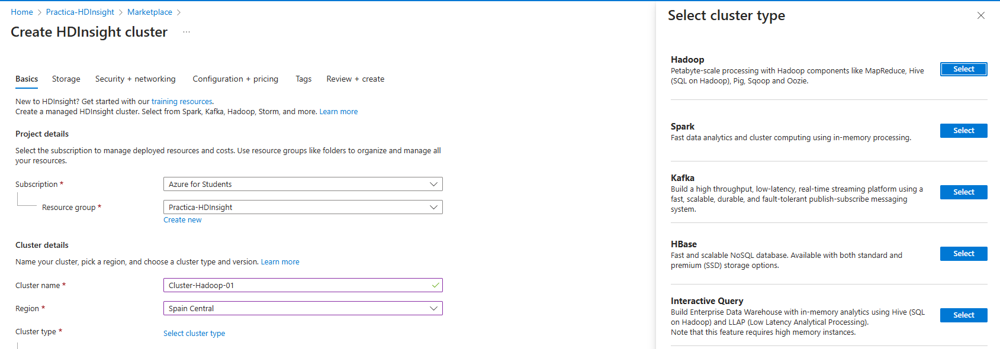 Home > Practica-HDInsight > Marketplace >
Create HDInsight cluster ...
Basics Storage Security + networking Configuration + pricing Tags Review + create
New to HDInsight? Get started with our training resources.
Create a managed HDInsight cluster. Select from Spark, Kafka, Hadoop, Storm, and more. Learn more
Project details
Select the subscription to manage deployed resources and costs. Use resource groups like folders to organize and manage all
your resources.
Subscription *
Azure for Students
Resource group *
Practica-HDInsight
Create new
Cluster details
Name your cluster, pick a region, and choose a cluster type and version. Learn more
Cluster name *
Cluster-Hadoop-01
Region *
Spain Central
Cluster type *
Select cluster type
Select cluster type
Hadoop
Petabyte-scale processing with Hadoop components like MapReduce, Hive
(SQL on Hadoop), Pig, Sqoop and Oozie.
Select
Spark
Fast data analytics and cluster computing using in-memory processing.
Select
Kafka
Build a high throughput, low-latency, real-time streaming platform using a
fast, scalable, durable, and fault-tolerant publish-subscribe messaging
system.
Select
HBase
Fast and scalable NoSQL database. Available with both standard and
premium (SSD) storage options.
Select
Interactive Query
Build Enterprise Data Warehouse with in-memory analytics using Hive (SQL
on Hadoop) and LLAP (Low Latency Analytical Processing).
Note that this feature requires high memory instances.
Select